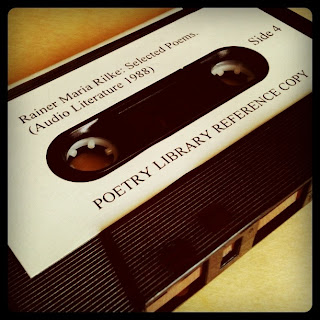 Rainer Maria Rilke: Selected Poems.
(Audio Literature 1988)
Side 4
POETRY LIBRARY REFERENCE COPY